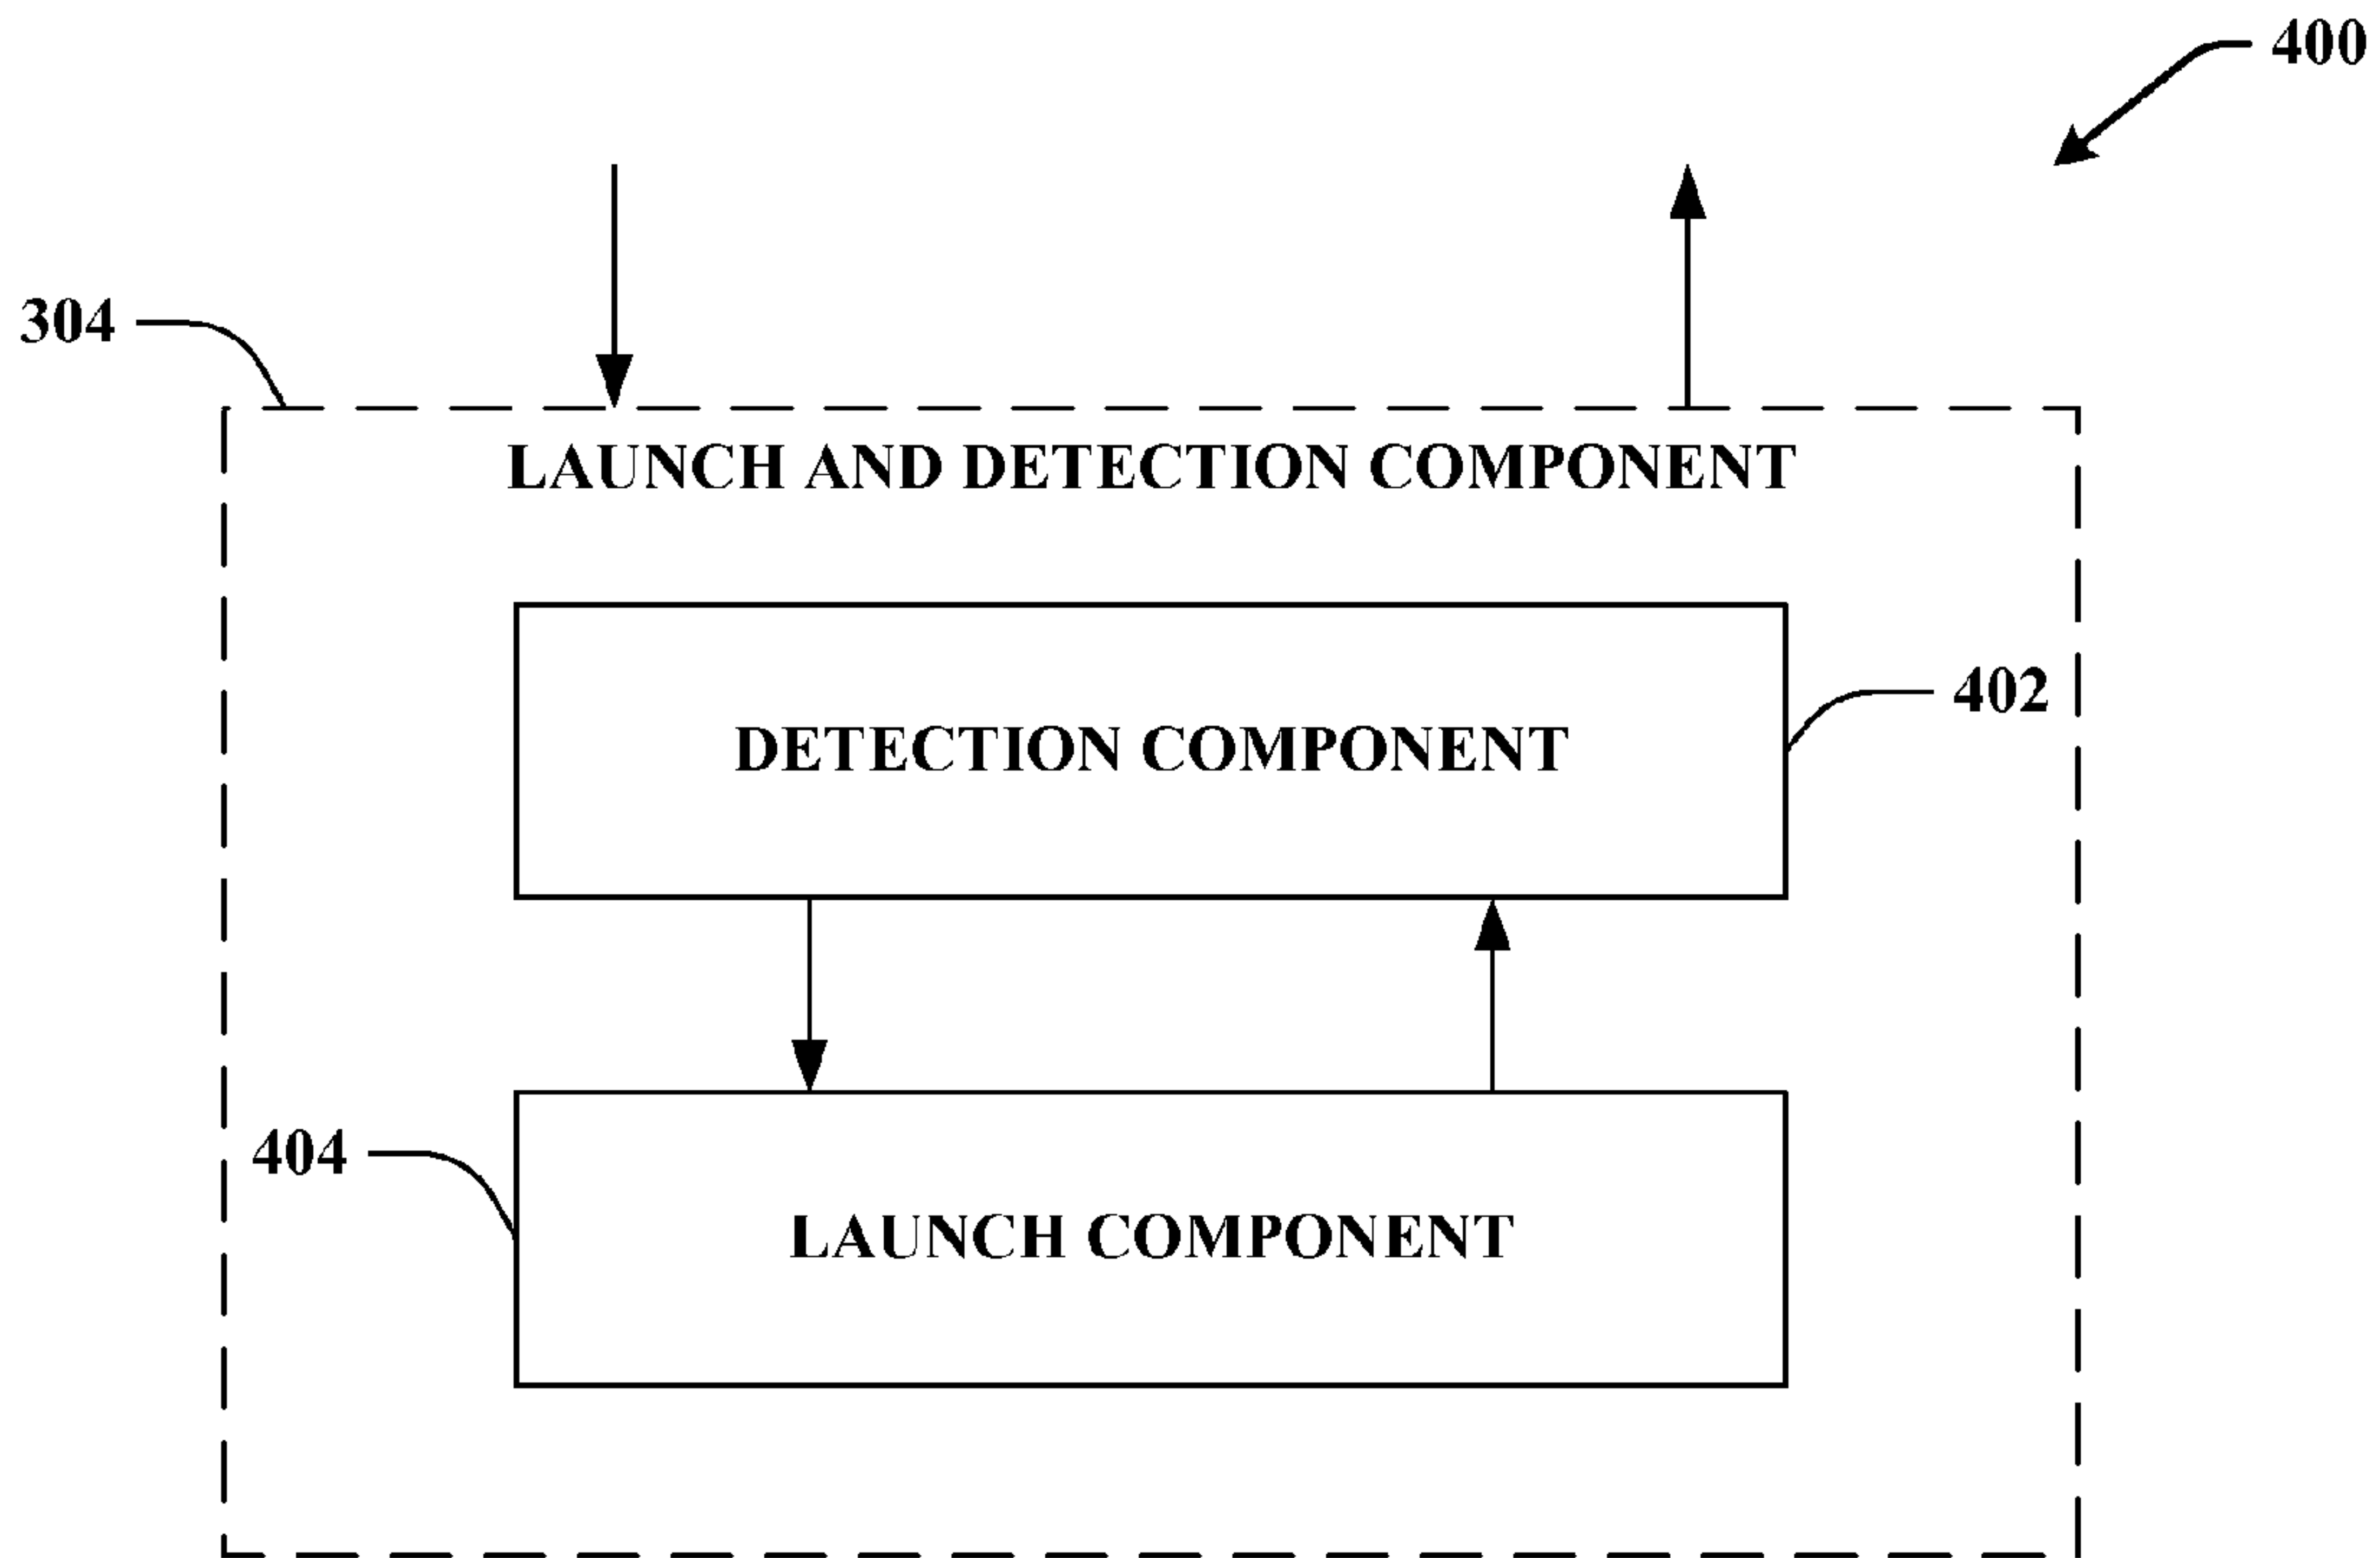 400
304
LAUNCH AND DETECTION COMPONENT
DETECTION COMPONENT
402
404
LAUNCH COMPONENT